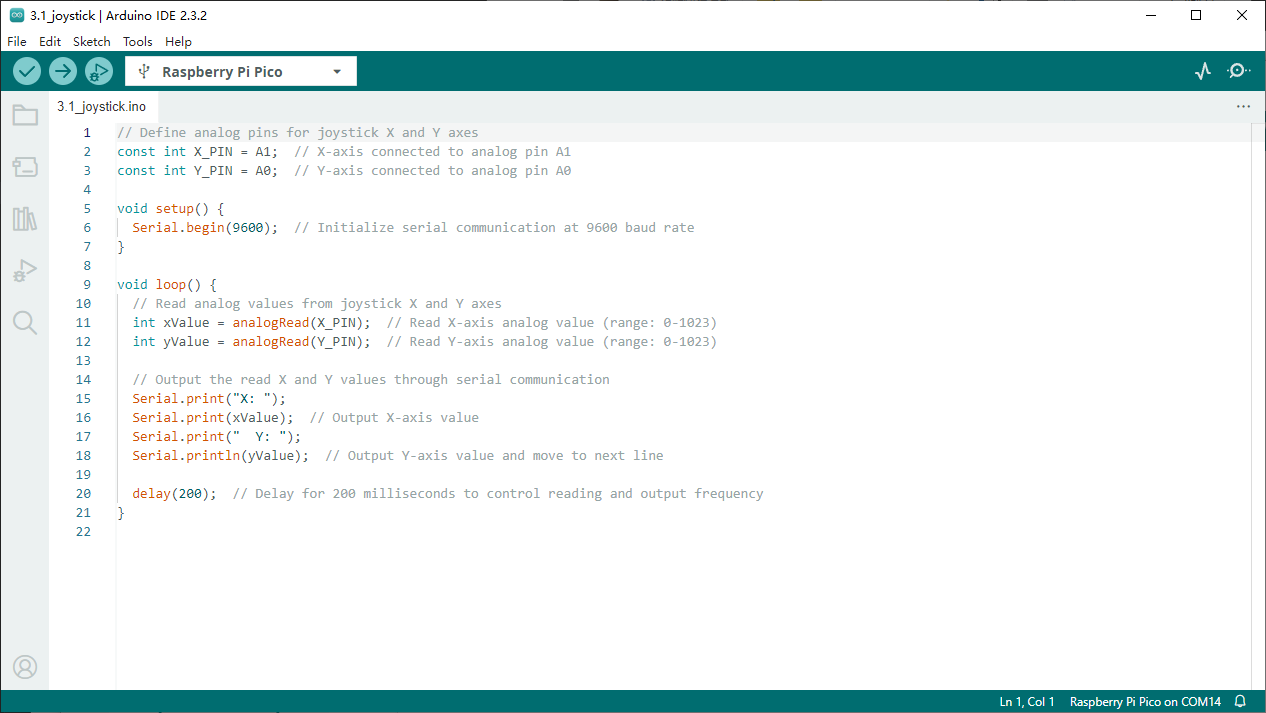 3.1_joystick | Arduino IDE 2.3.2
File Edit Sketch Tools Help
Raspberry Pi Pico
3.1_joystick.ino
1 // Define analog pins for joystick X and Y axes
2 const int X_PIN = A1;  // X-axis connected to analog pin A1
3 const int Y_PIN = A0;  // Y-axis connected to analog pin A0
4
5 void setup() {
6   Serial.begin(9600);  // Initialize serial communication at 9600 baud rate
7 }
8
9 void loop() {
10   // Read analog values from joystick X and Y axes
11   int xValue = analogRead(X_PIN);  // Read X-axis analog value (range: 0-1023)
12   int yValue = analogRead(Y_PIN);  // Read Y-axis analog value (range: 0-1023)
13
14   // Output the read X and Y values through serial communication
15   Serial.print("X: ");
16   Serial.print(xValue);  // Output X-axis value
17   Serial.print("  Y: ");
18   Serial.println(yValue);  // Output Y-axis value and move to next line
19
20   delay(200);  // Delay for 200 milliseconds to control reading and output frequency
21 }
22
Ln 1, Col 1 Raspberry Pi Pico on COM14